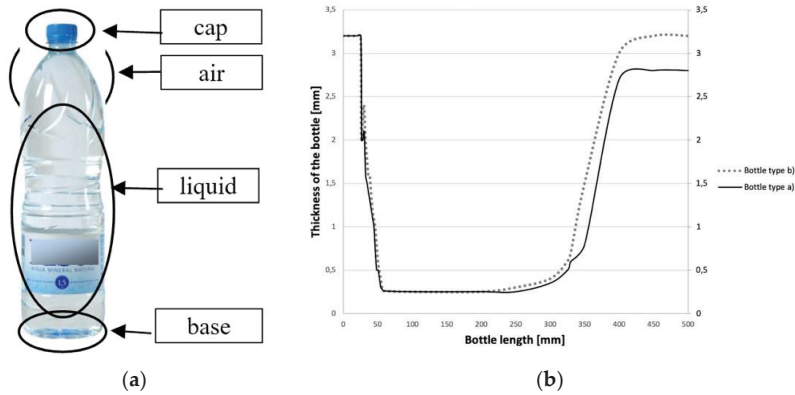 cap
air
liquid
base
AGUA MINERAL NATURAL
1,5
(a)
Thickness of the bottle [mm]
3,5
3
2,5
2
1,5
1
0,5
0
0 50 100 150 200 250 300 350 400 450 500
Bottle length [mm]
3,5
3
2,5
2
1,5
1
0,5
0
Bottle type b)
Bottle type a)
(b)